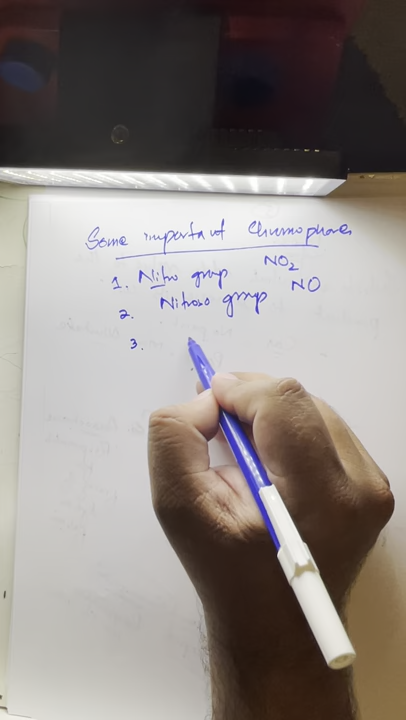 Some important Chromophores
1. Nitro group NO2
2. Nitroso group NO
3.